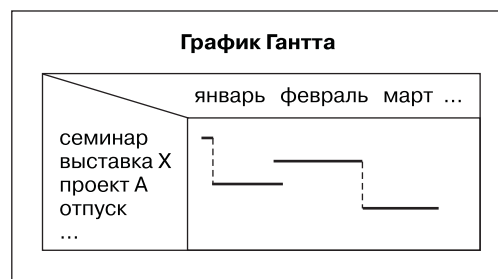 График Гантта
январь февраль март ...
семинар
выставка X
проект А
отпуск
...